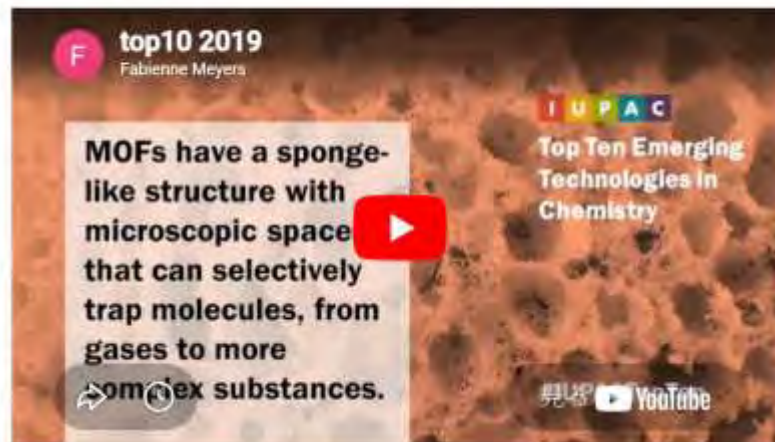 F
top10 2019
Fabienne Meyers
MOFs have a sponge-
like structure with
microscopic space
that can selectively
trap molecules, from
gases to more
complex substances.
IUPAC
Top Ten Emerging
Technologies in
Chemistry
YouTube